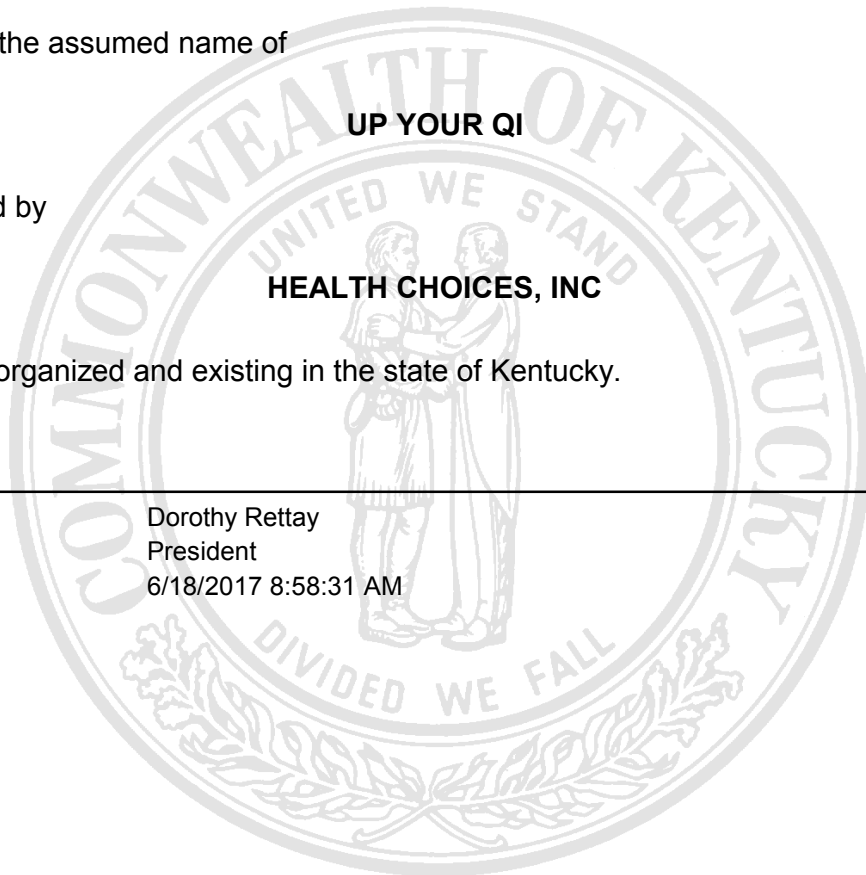 the assumed name of
UP YOUR QI
d by
HEALTH CHOICES, INC
organized and existing in the state of Kentucky.
Dorothy Rettay
President
6/18/2017 8:58:31 AM
COMMONWEALTH OF KENTUCKY
UNITED WE STAND
DIVIDED WE FALL